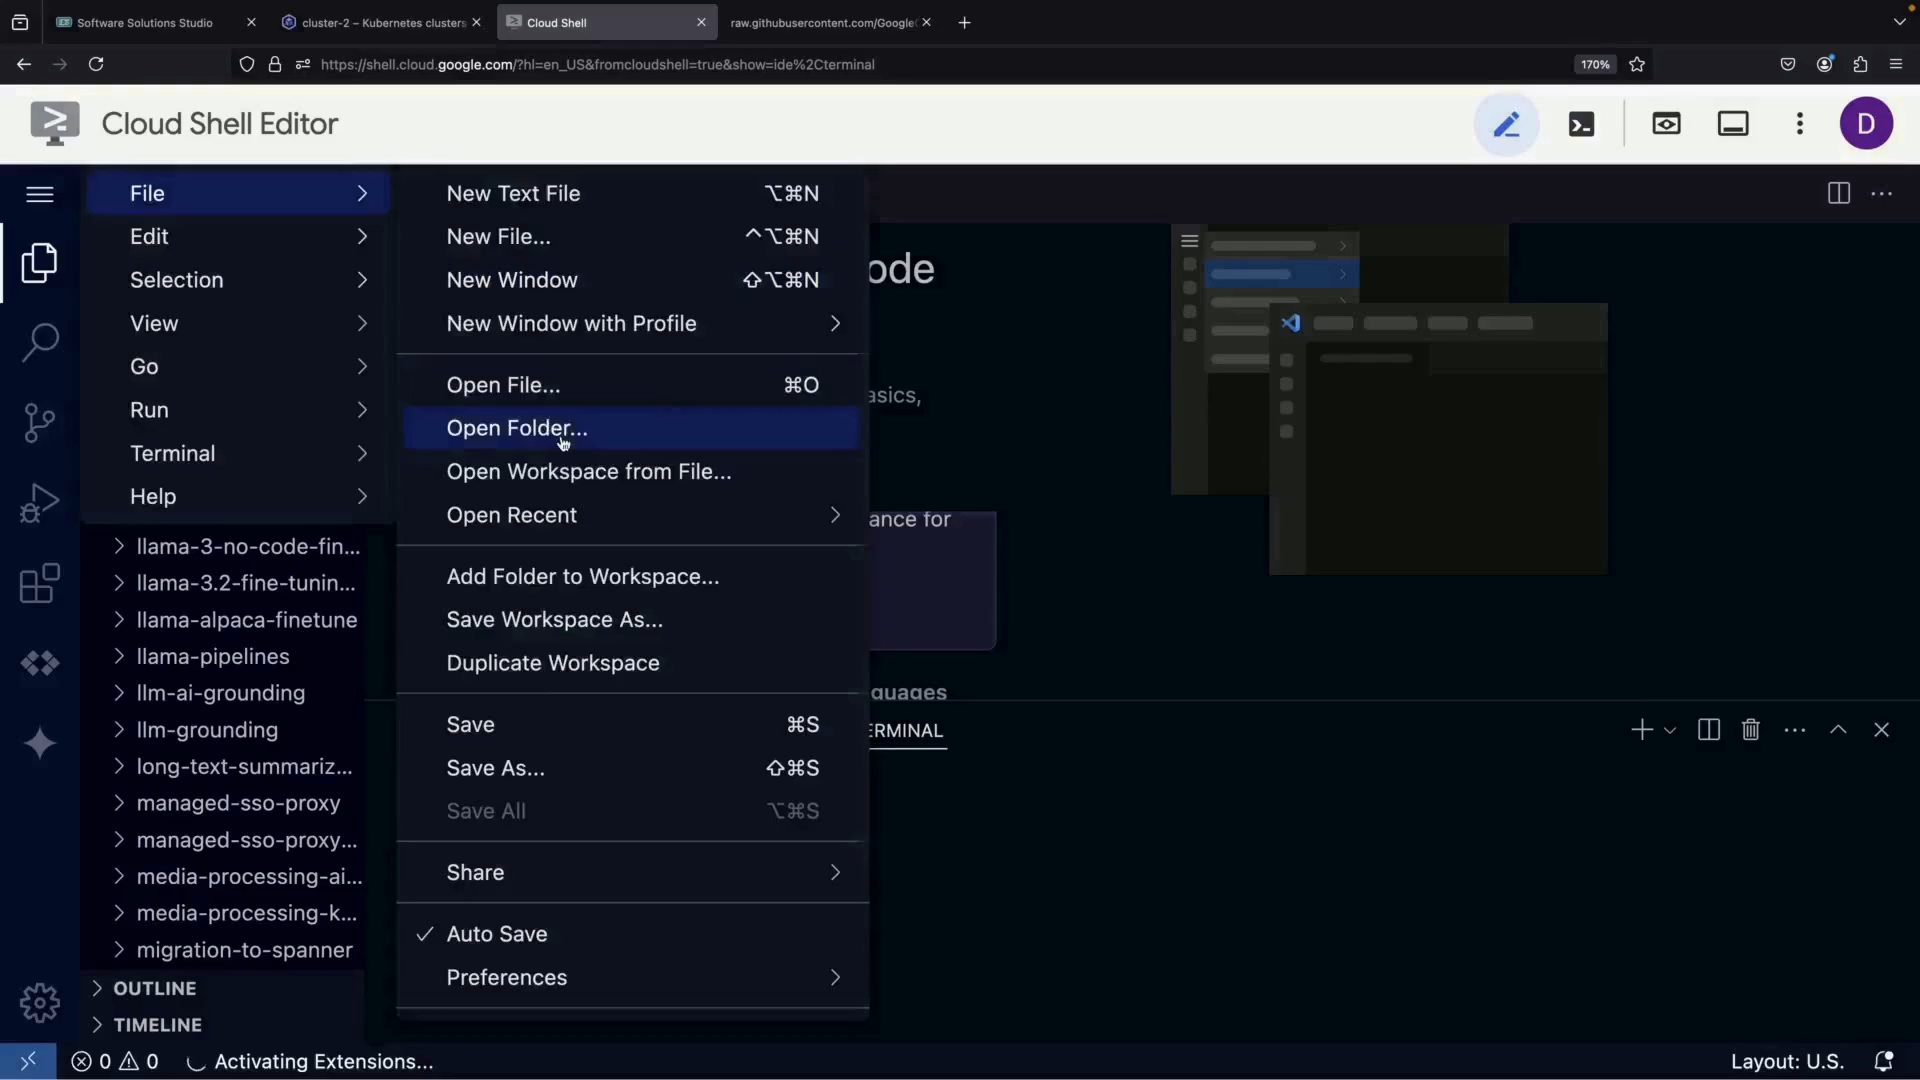 Software Solutions Studio
cluster-2 – Kubernetes clusters
Cloud Shell
raw.githubusercontent.com/Google
https://shell.cloud.google.com/?hl=en_US&fromcloudshell=true&show=ide%2Cterminal
170%
Cloud Shell Editor
D
File
Edit
Selection
View
Go
Run
Terminal
Help
New Text File ⌥⌘N
New File... ^⌥⌘N
New Window ⇧⌥⌘N
New Window with Profile
Open File... ⌘O
Open Folder...
Open Workspace from File...
Open Recent
Add Folder to Workspace...
Save Workspace As...
Duplicate Workspace
Save ⌘S
Save As... ⇧⌘S
Save All ⌥⌘S
Share
Auto Save
Preferences
ode
asics,
ance for
guages
ERMINAL
llama-3-no-code-fin...
llama-3.2-fine-tunin...
llama-alpaca-finetune
llama-pipelines
llm-ai-grounding
llm-grounding
long-text-summariz...
managed-sso-proxy
managed-sso-proxy...
media-processing-ai...
media-processing-k...
migration-to-spanner
OUTLINE
TIMELINE
0 0 Activating Extensions...
Layout: U.S.